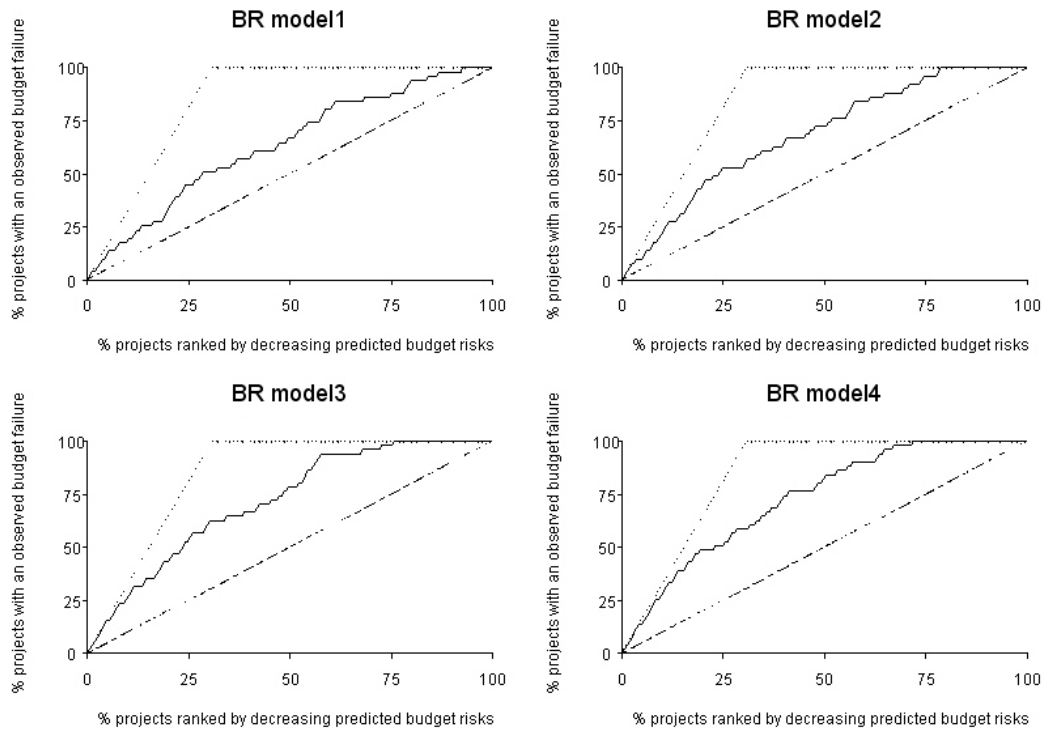 BR model1
% projects with an observed budget failure
100
75
50
25
0
0 25 50 75 100
% projects ranked by decreasing predicted budget risks
BR model2
% projects with an observed budget failure
100
75
50
25
0
0 25 50 75 100
% projects ranked by decreasing predicted budget risks
BR model3
% projects with an observed budget failure
100
75
50
25
0
0 25 50 75 100
% projects ranked by decreasing predicted budget risks
BR model4
% projects with an observed budget failure
100
75
50
25
0
0 25 50 75 100
% projects ranked by decreasing predicted budget risks